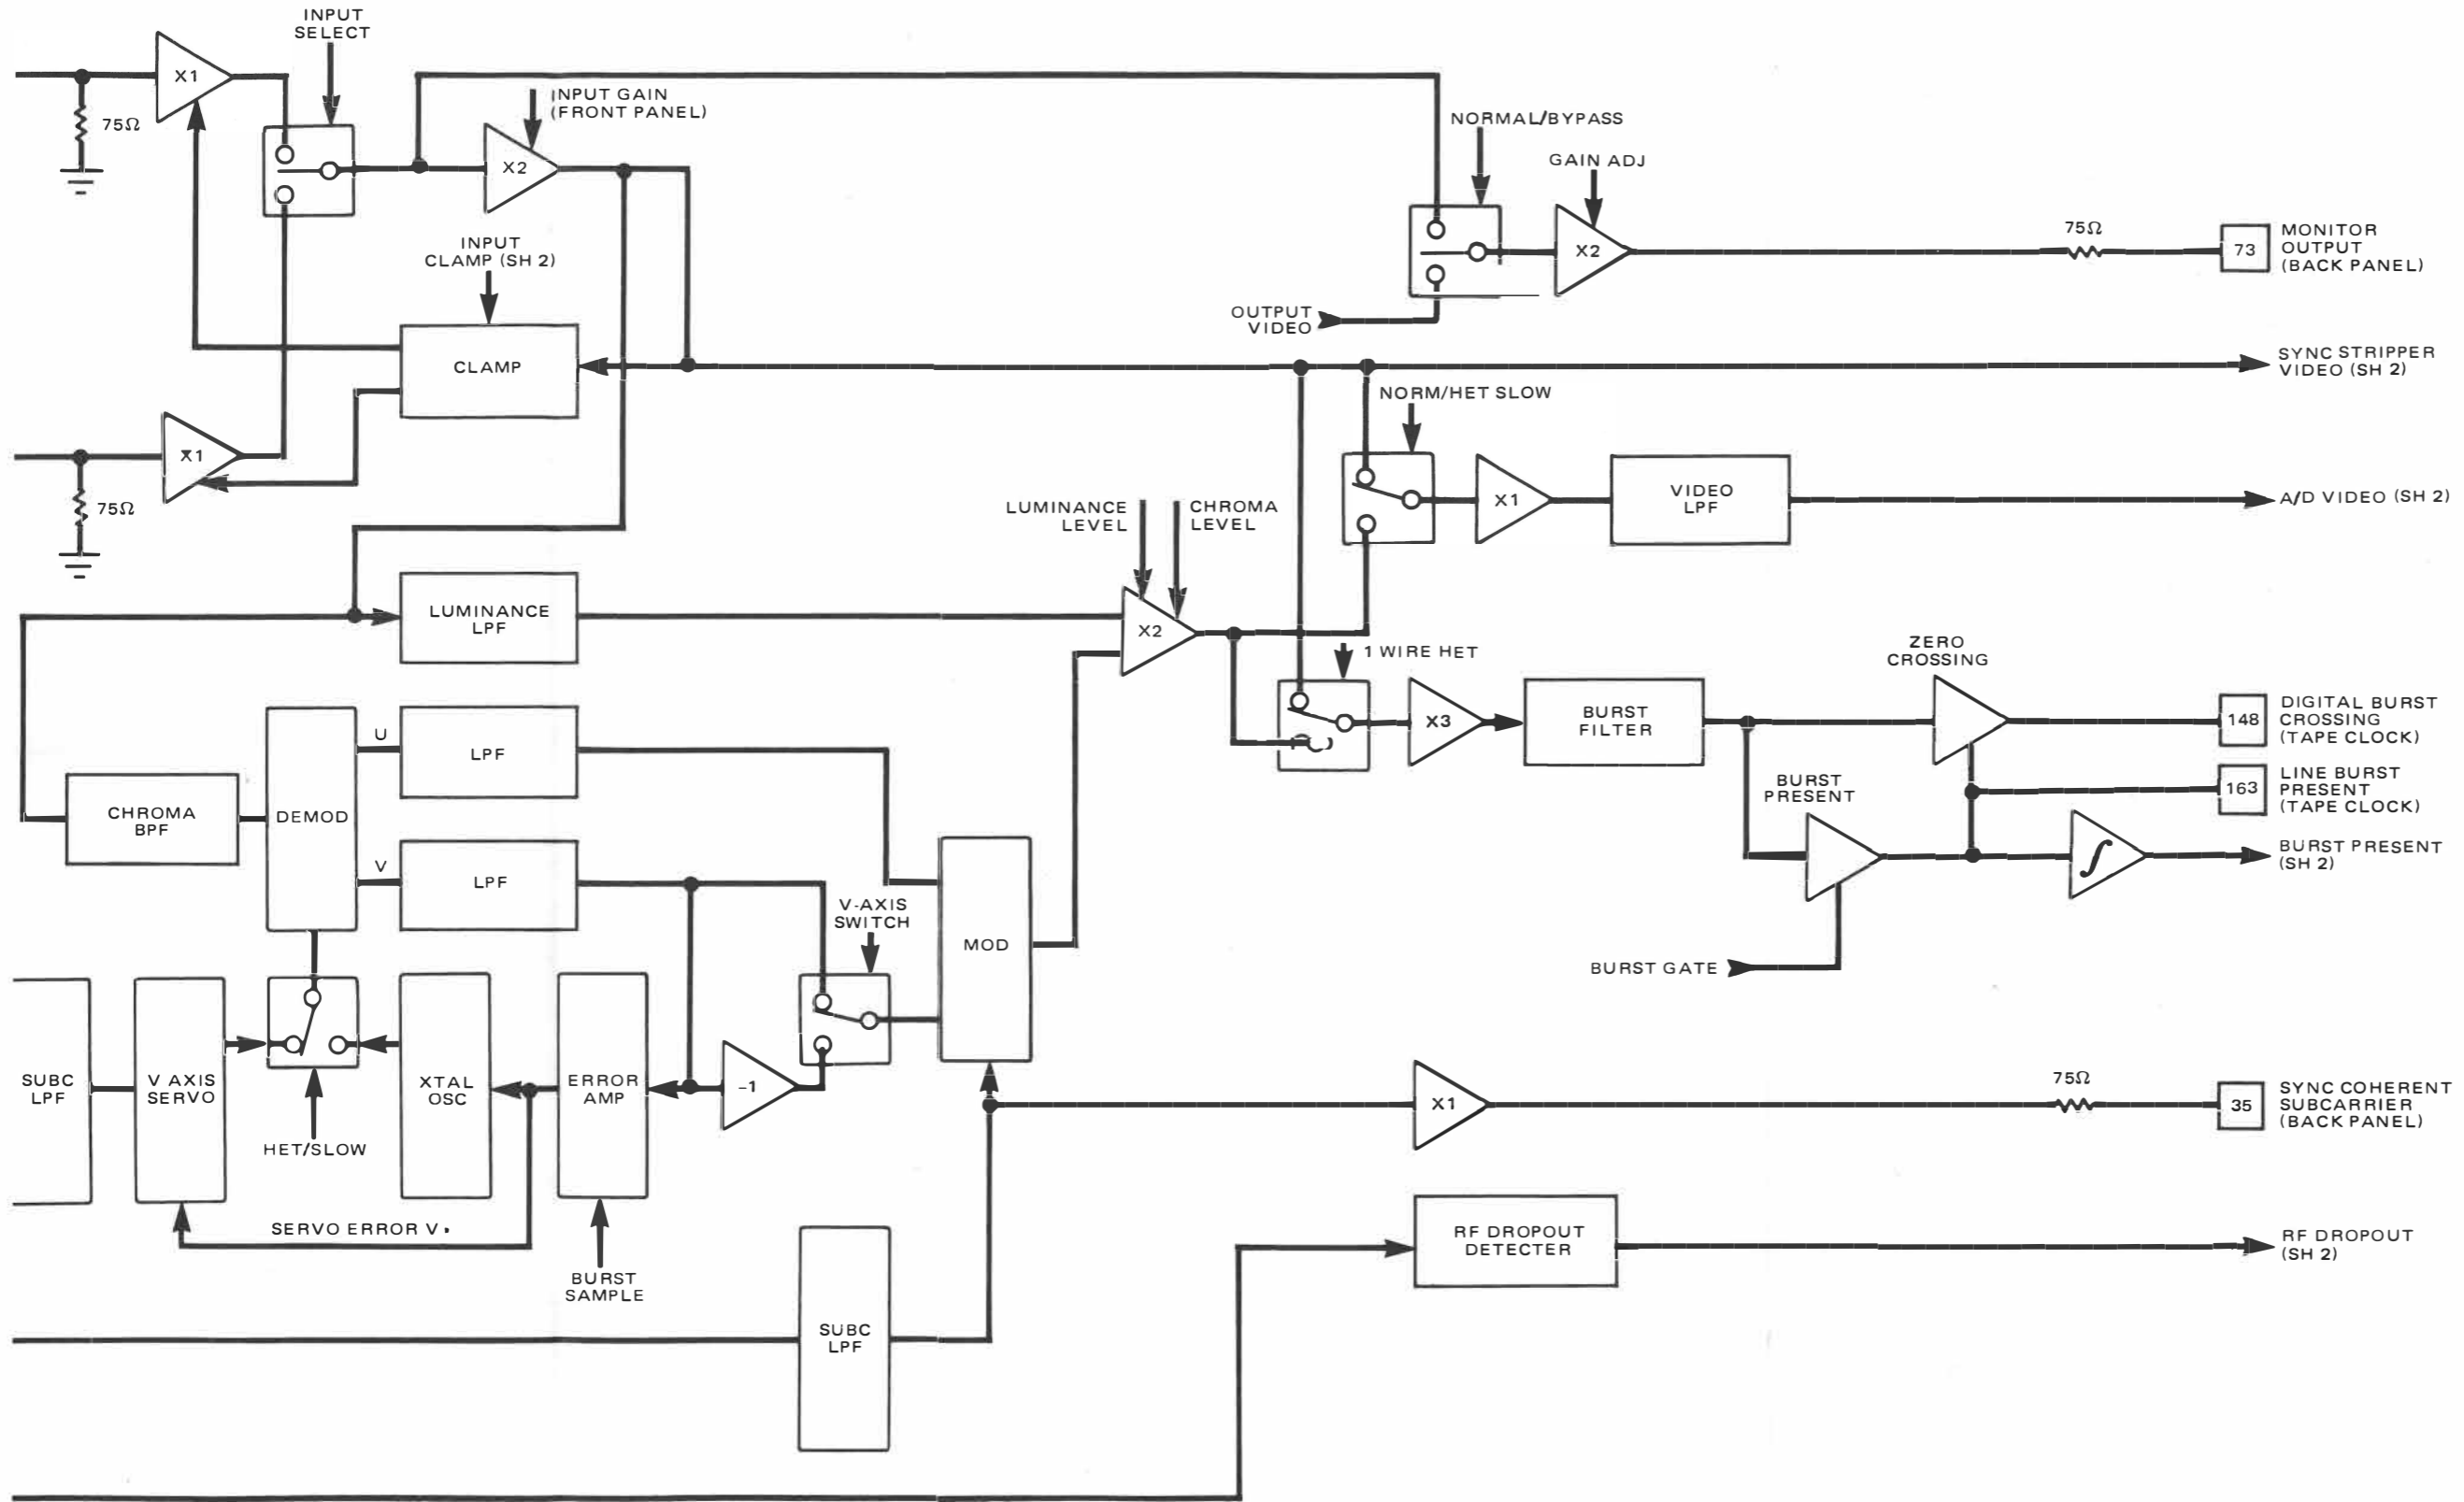 INPUT
SELECT
X1
75Ω
INPUT GAIN
(FRONT PANEL)
X2
NORMAL/BYPASS
GAIN ADJ
X2
75Ω
73
MONITOR
OUTPUT
(BACK PANEL)
INPUT
CLAMP (SH 2)
OUTPUT
VIDEO
CLAMP
SYNC STRIPPER
VIDEO (SH 2)
NORM/HET SLOW
X1
75Ω
LUMINANCE
LEVEL
CHROMA
LEVEL
X1
VIDEO
LPF
A/D VIDEO (SH 2)
LUMINANCE
LPF
X2
1 WIRE HET
ZERO
CROSSING
X3
BURST
FILTER
148
DIGITAL BURST
CROSSING
(TAPE CLOCK)
U
LPF
BURST
PRESENT
163
LINE BURST
PRESENT
(TAPE CLOCK)
CHROMA
BPF
DEMOD
V
LPF
∫
BURST PRESENT
(SH 2)
V-AXIS
SWITCH
MOD
BURST GATE
SUBC
LPF
V AXIS
SERVO
XTAL
OSC
ERROR
AMP
-1
HET/SLOW
X1
75Ω
35
SYNC COHERENT
SUBCARRIER
(BACK PANEL)
SERVO ERROR V.
BURST
SAMPLE
RF DROPOUT
DETECTER
RF DROPOUT
(SH 2)
SUBC
LPF